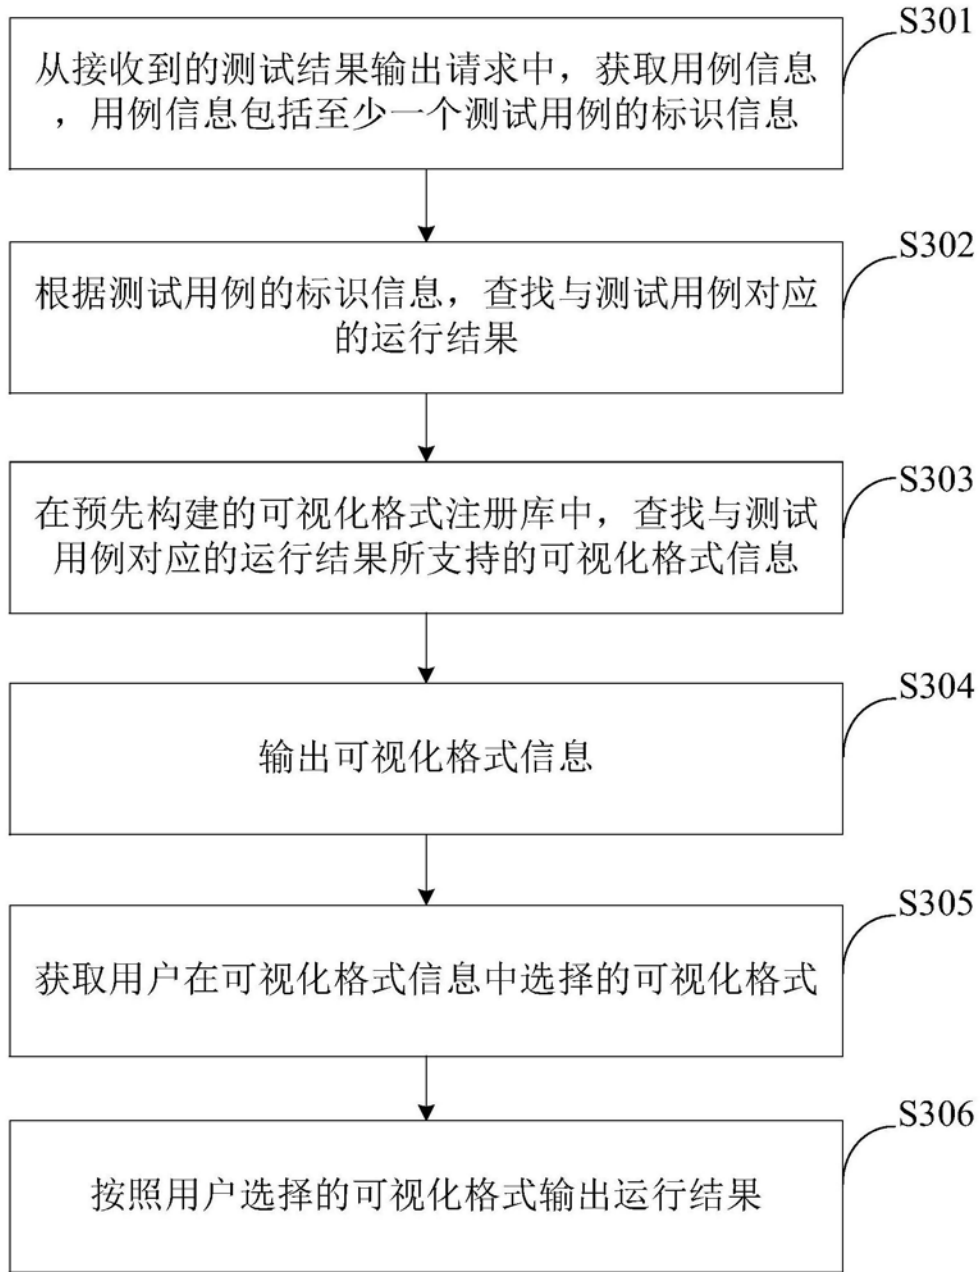 S301
从接收到的测试结果输出请求中，获取用例信息
，用例信息包括至少一个测试用例的标识信息
S302
根据测试用例的标识信息，查找与测试用例对应
的运行结果
S303
在预先构建的可视化格式注册库中，查找与测试
用例对应的运行结果所支持的可视化格式信息
S304
输出可视化格式信息
S305
获取用户在可视化格式信息中选择的可视化格式
S306
按照用户选择的可视化格式输出运行结果